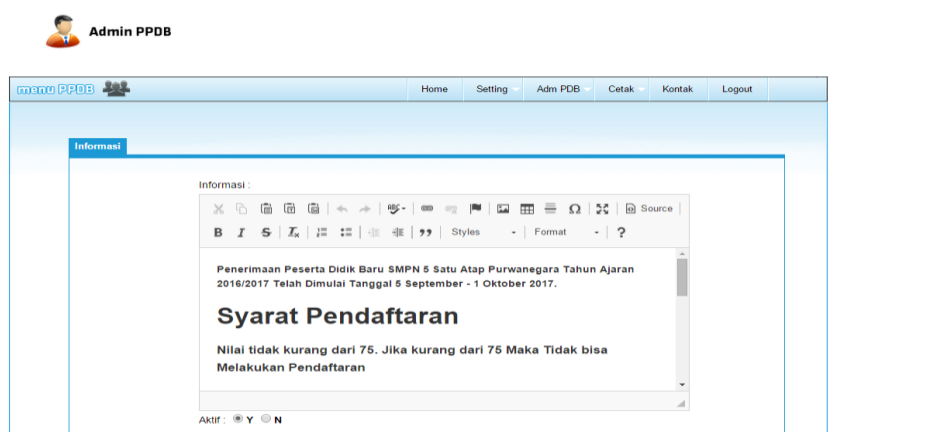 Admin PPDB
menu PPDB Home Setting Adm PDB Cetak Kontak Logout
Informasi
Informasi :
ABC Ω Source
B I S Tx Styles Format ?
Penerimaan Peserta Didik Baru SMPN 5 Satu Atap Purwanegara Tahun Ajaran
2016/2017 Telah Dimulai Tanggal 5 September - 1 Oktober 2017.
Syarat Pendaftaran
Nilai tidak kurang dari 75. Jika kurang dari 75 Maka Tidak bisa
Melakukan Pendaftaran
Aktif : Y N